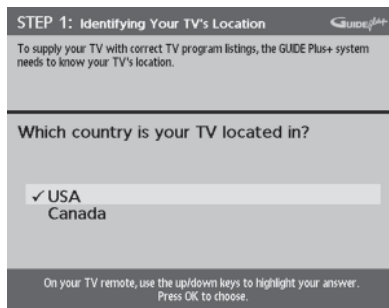 STEP 1: Identifying Your TV's Location
GUIDE Plus+
To supply your TV with correct TV program listings, the GUIDE Plus+ system
needs to know your TV's location.
Which country is your TV located in?
✓ USA
Canada
On your TV remote, use the up/down keys to highlight your answer.
Press OK to choose.